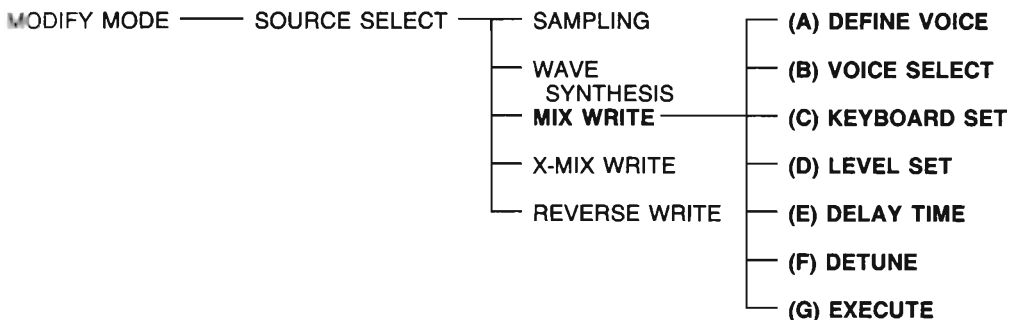 MODIFY MODE
SOURCE SELECT
SAMPLING
WAVE
SYNTHESIS
MIX WRITE
X-MIX WRITE
REVERSE WRITE
(A) DEFINE VOICE
(B) VOICE SELECT
(C) KEYBOARD SET
(D) LEVEL SET
(E) DELAY TIME
(F) DETUNE
(G) EXECUTE